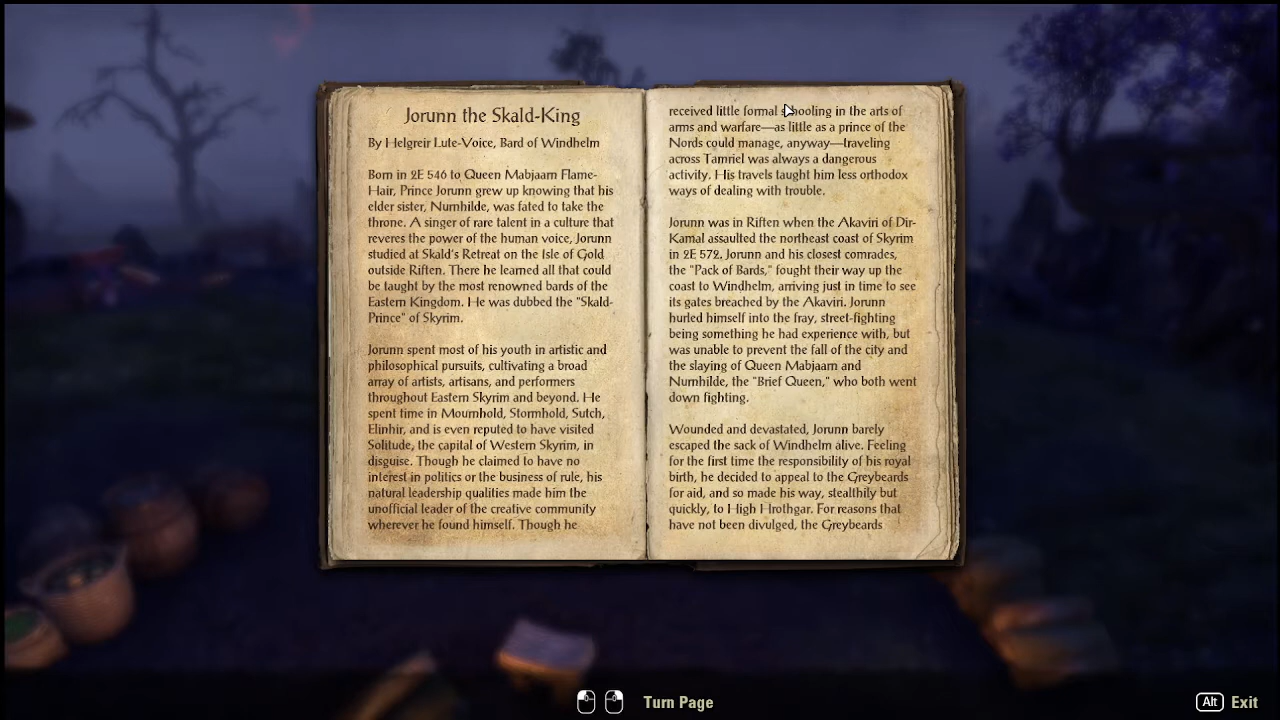 Jorunn the Skald-King
By Helgreir Lute-Voice, Bard of Windhelm
Born in 2E 546 to Queen Mabjaarn Flame-
Hair, Prince Jorunn grew up knowing that his
elder sister, Nurnhilde, was fated to take the
throne. A singer of rare talent in a culture that
reveres the power of the human voice, Jorunn
studied at Skald's Retreat on the Isle of Gold
outside Riften. There he learned all that could
be taught by the most renowned bards of the
Eastern Kingdom. He was dubbed the "Skald-
Prince" of Skyrim.
Jorunn spent most of his youth in artistic and
philosophical pursuits, cultivating a broad
array of artists, artisans, and performers
throughout Eastern Skyrim and beyond. He
spent time in Mournhold, Stormhold, Sutch,
Elinhir, and is even reputed to have visited
Solitude, the capital of Western Skyrim, in
disguise. Though he claimed to have no
interest in politics or the business of rule, his
natural leadership qualities made him the
unofficial leader of the creative community
wherever he found himself. Though he
received little formal schooling in the arts of
arms and warfare—as little as a prince of the
Nords could manage, anyway—traveling
across Tamriel was always a dangerous
activity. His travels taught him less orthodox
ways of dealing with trouble.
Jorunn was in Riften when the Akaviri of Dir-
Kamal assaulted the northeast coast of Skyrim
in 2E 572. Jorunn and his closest comrades,
the "Pack of Bards," fought their way up the
coast to Windhelm, arriving just in time to see
its gates breached by the Akaviri. Jorunn
hurled himself into the fray, street-fighting
being something he had experience with, but
was unable to prevent the fall of the city and
the slaying of Queen Mabjaarn and
Nurnhilde, the "Brief Queen," who both went
down fighting.
Wounded and devastated, Jorunn barely
escaped the sack of Windhelm alive. Feeling
for the first time the responsibility of his royal
birth, he decided to appeal to the Greybeards
for aid, and so made his way, stealthily but
quickly, to High Hrothgar. For reasons that
have not been divulged, the Greybeards
Turn Page
Alt Exit